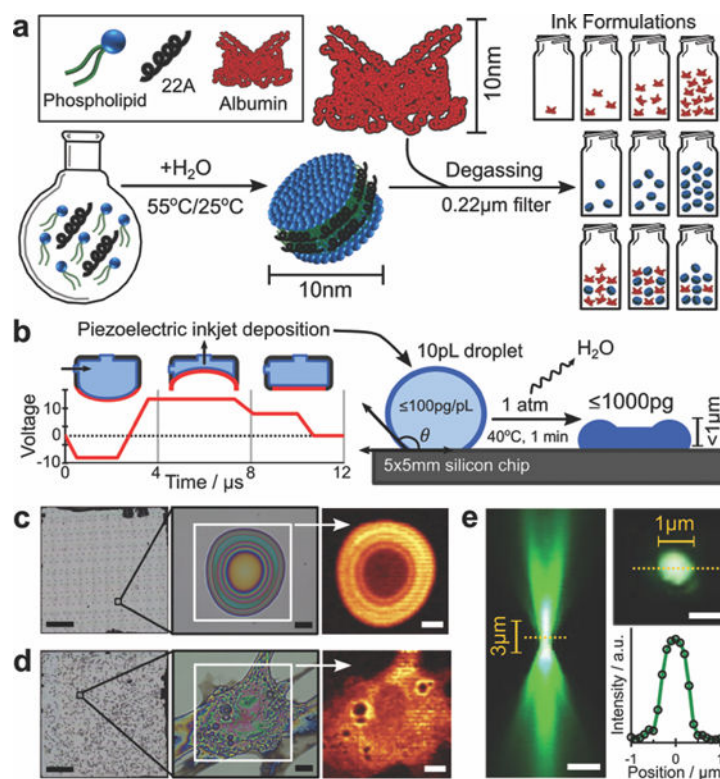 a
Ink Formulations
Phospholipid
22A
Albumin
10nm
+H₂O
55ºC/25ºC
Degassing
0.22µm filter
10nm
b
Piezoelectric inkjet deposition
10pL droplet
H₂O
≤100pg/pL
1 atm
≤1000pg
θ
40ºC, 1 min
<1µm
5x5mm silicon chip
Voltage
10
0
-10
0
4
8
12
Time / µs
c
d
e
1µm
3µm
Intensity / a.u.
-1
0
1
Position / µm